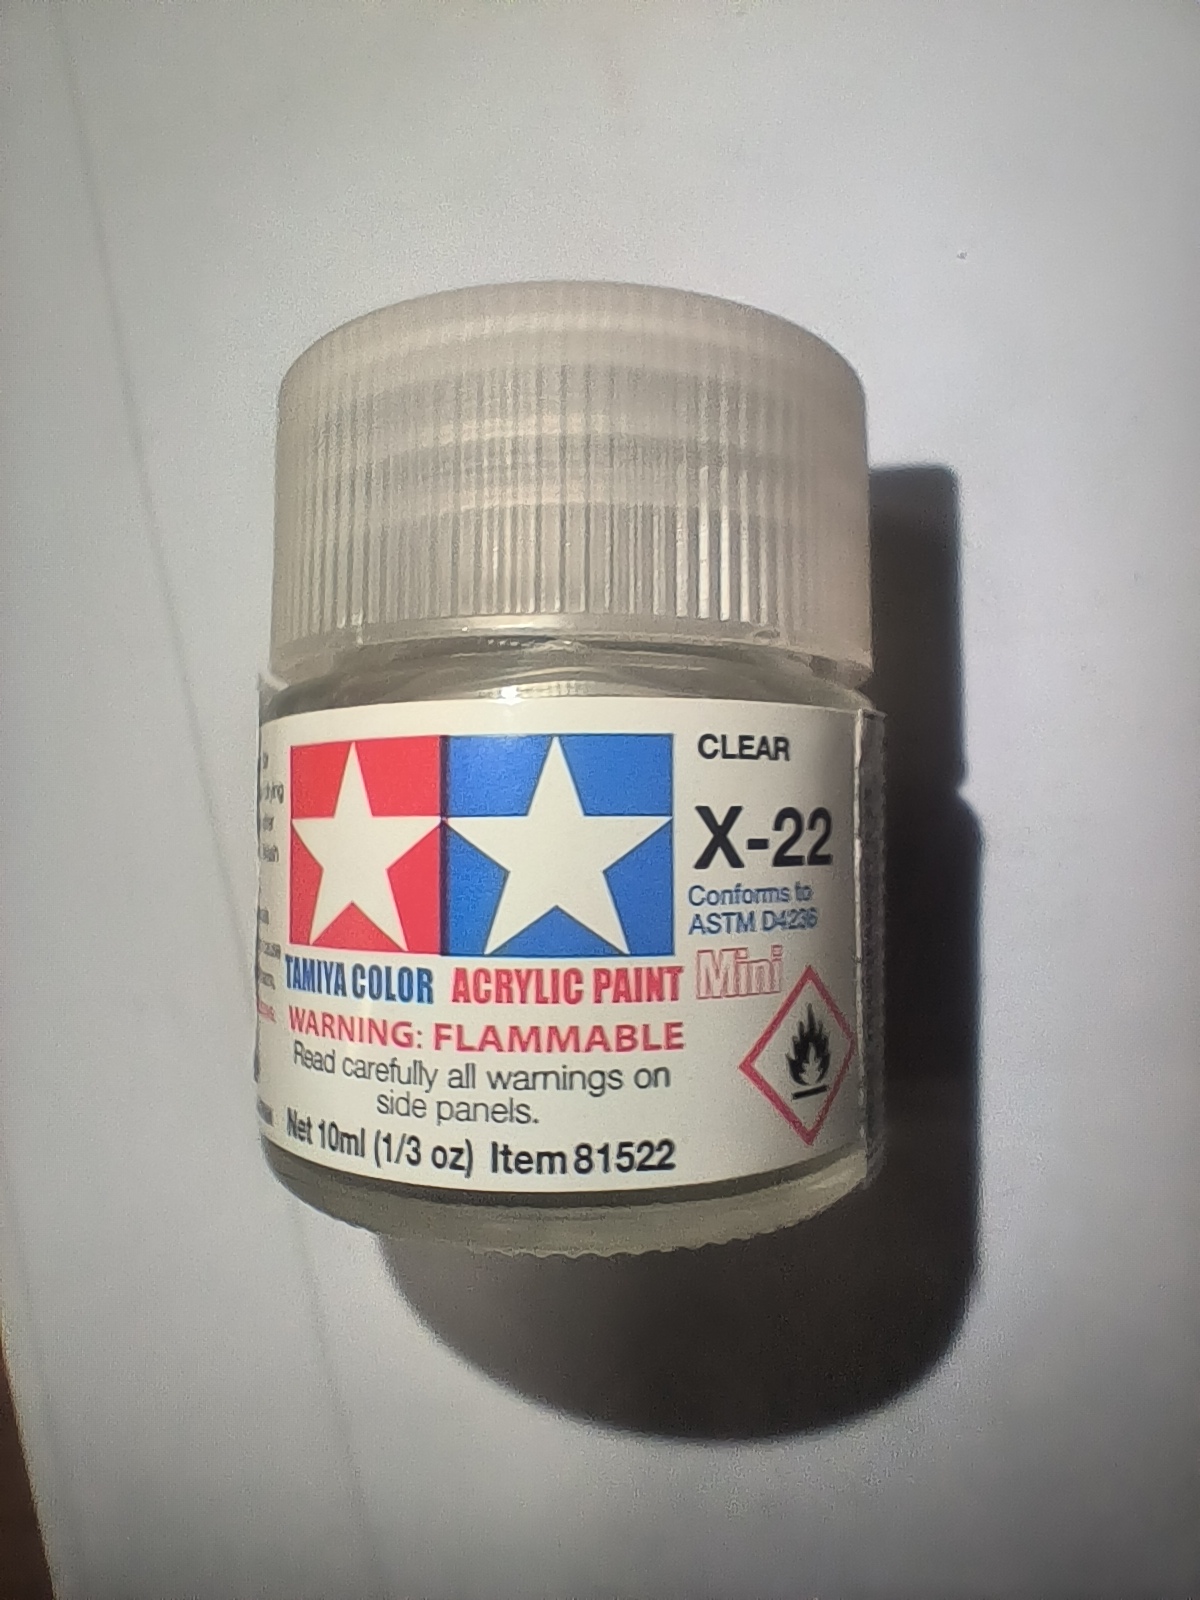 CLEAR
X-22
Conforms to
ASTM D4236
TAMIYA COLOR ACRYLIC PAINT Mini
WARNING: FLAMMABLE
Read carefully all warnings on
side panels.
Net 10ml (1/3 oz) Item 81522